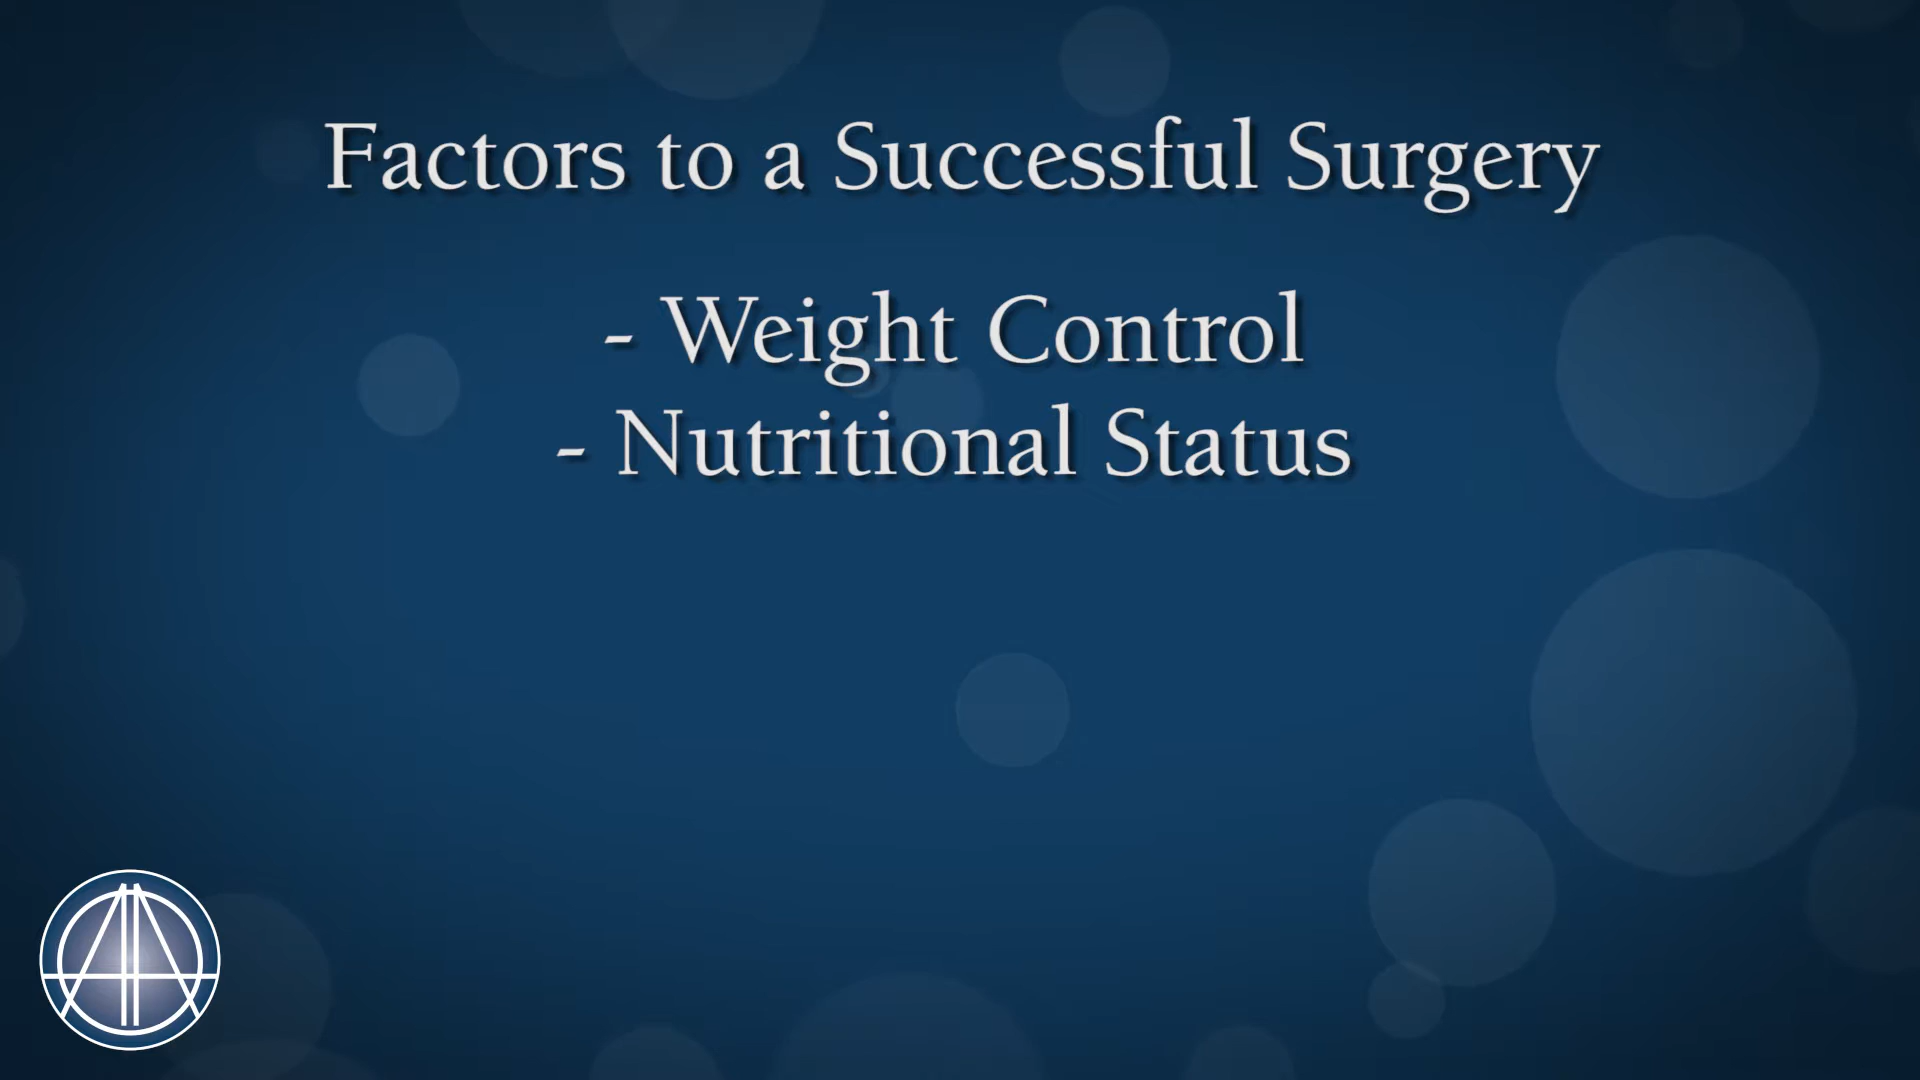 Factors to a Successful Surgery
- Weight Control
- Nutritional Status